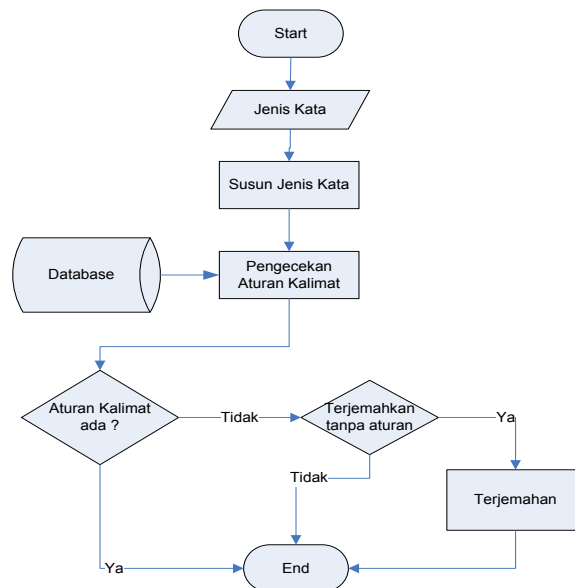 Start
Jenis Kata
Susun Jenis Kata
Database
Pengecekan
Aturan Kalimat
Aturan Kalimat
ada ?
Tidak
Terjemahkan
tanpa aturan
Ya
Tidak
Terjemahan
Ya
End